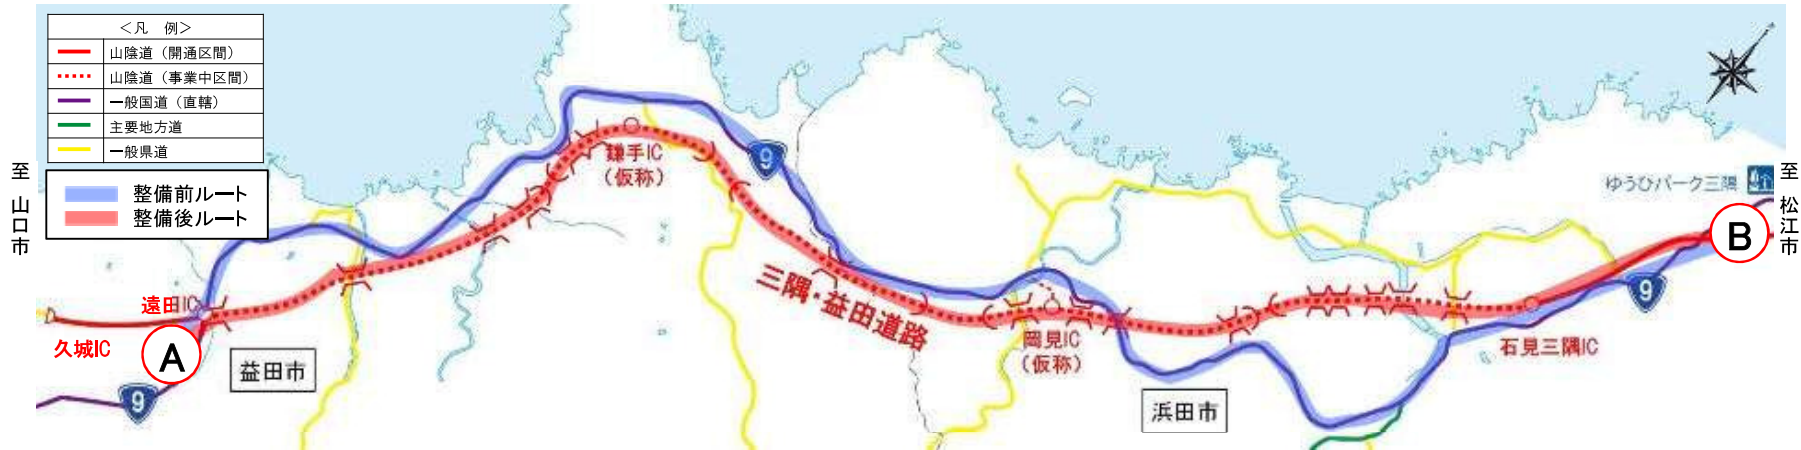 ＜凡　例＞
山陰道（開通区間）
山陰道（事業中区間）
一般国道（直轄）
主要地方道
一般県道
整備前ルート
整備後ルート
至 山口市
至 松江市
ゆうひパーク三隅
鎌手IC
（仮称）
9
遠田IC
久城IC
A
益田市
9
三隅・益田道路
岡見IC
（仮称）
浜田市
石見三隅IC
9
B